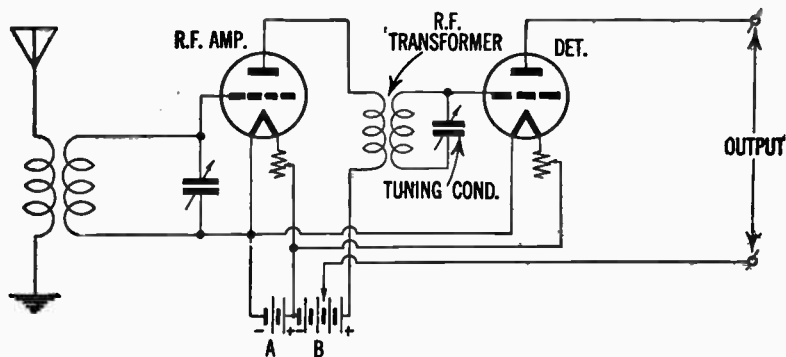 R.F. AMP.
R.F.
TRANSFORMER
DET.
TUNING COND.
OUTPUT
- + - +
A B